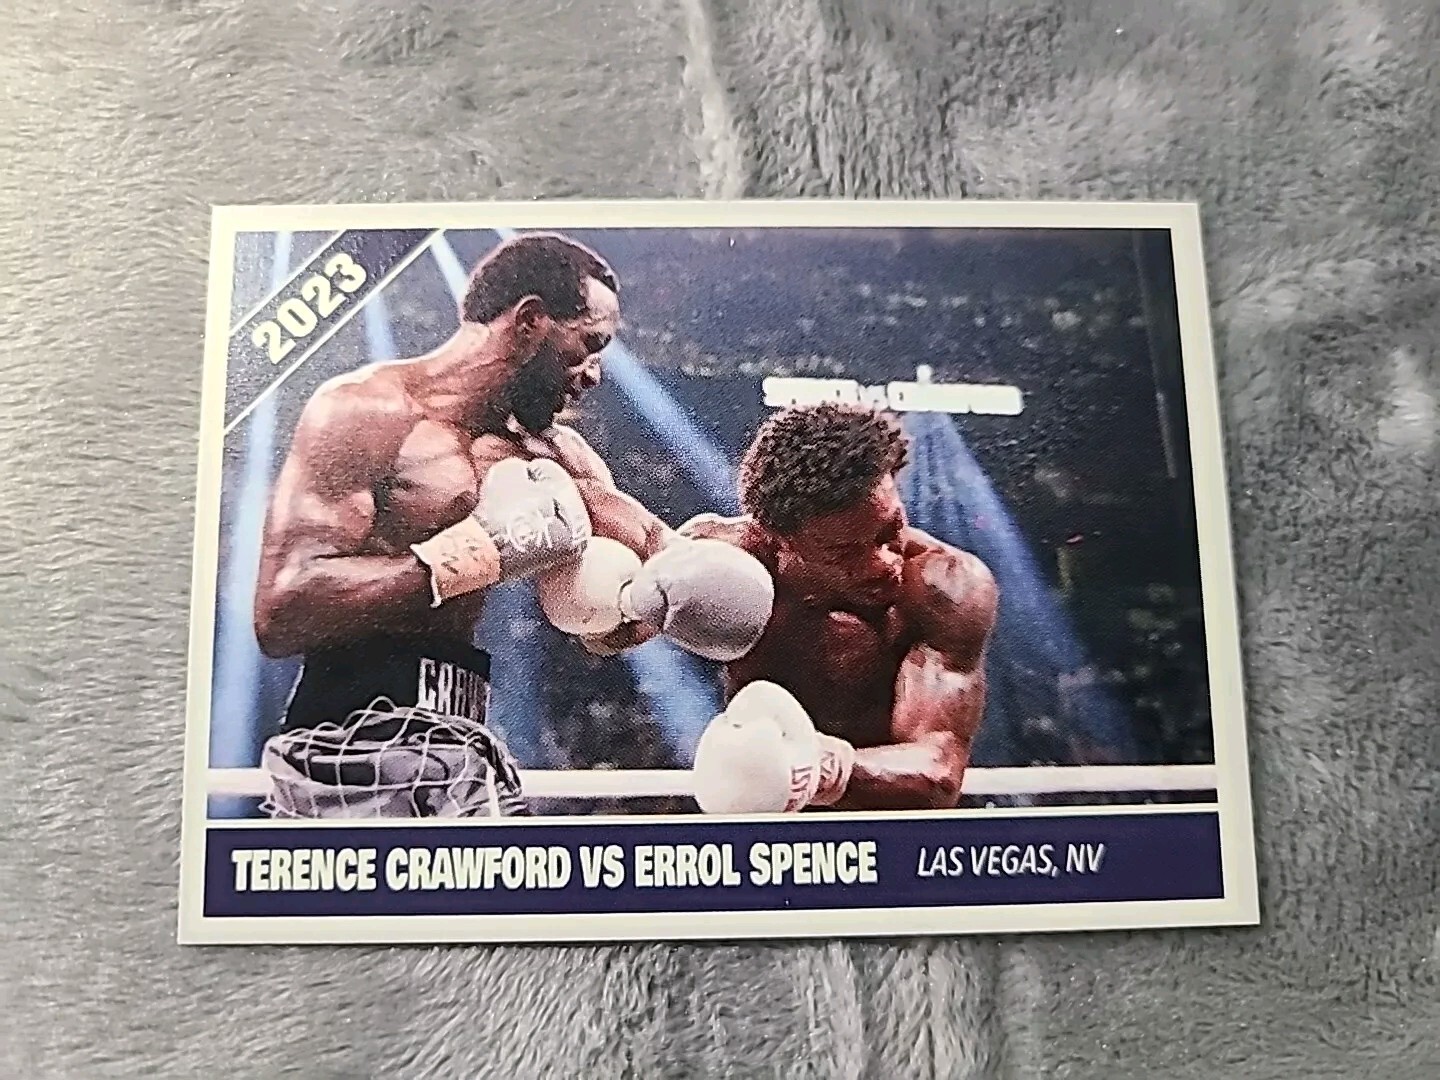 2023
TERENCE CRAWFORD VS ERROL SPENCE LAS VEGAS, NV